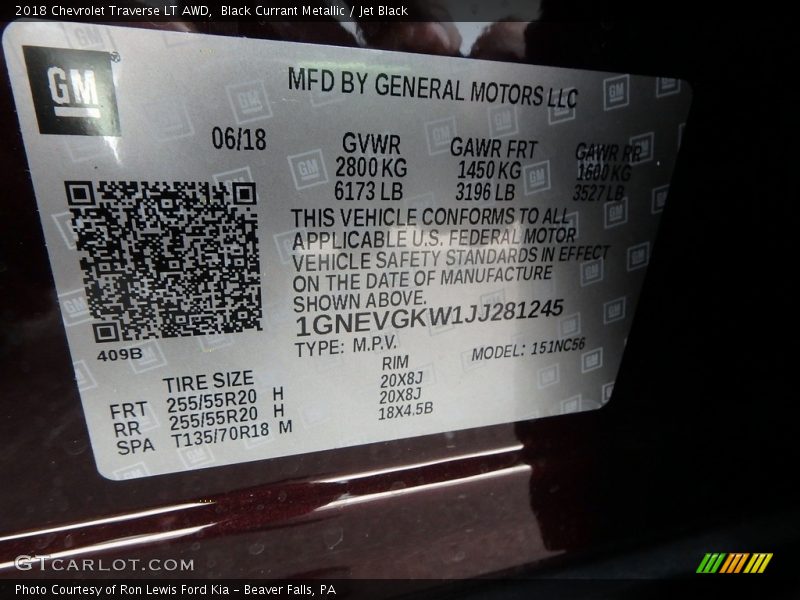 2018 Chevrolet Traverse LT AWD,  Black Currant Metallic / Jet Black
GM
MFD BY GENERAL MOTORS LLC
06/18
GVWR GAWR FRT GAWR RR
2800 KG 1450 KG 1600 KG
6173 LB 3196 LB 3527 LB
THIS VEHICLE CONFORMS TO ALL
APPLICABLE U.S. FEDERAL MOTOR
VEHICLE SAFETY STANDARDS IN EFFECT
ON THE DATE OF MANUFACTURE
SHOWN ABOVE.
1GNEVGKW1JJ281245
409B
TYPE: M.P.V. MODEL: 151NC56
TIRE SIZE RIM
FRT 255/55R20 H 20X8J
RR 255/55R20 H 20X8J
SPA T135/70R18 M 18X4.5B
GTCARLOT.COM
Photo Courtesy of Ron Lewis Ford Kia - Beaver Falls, PA